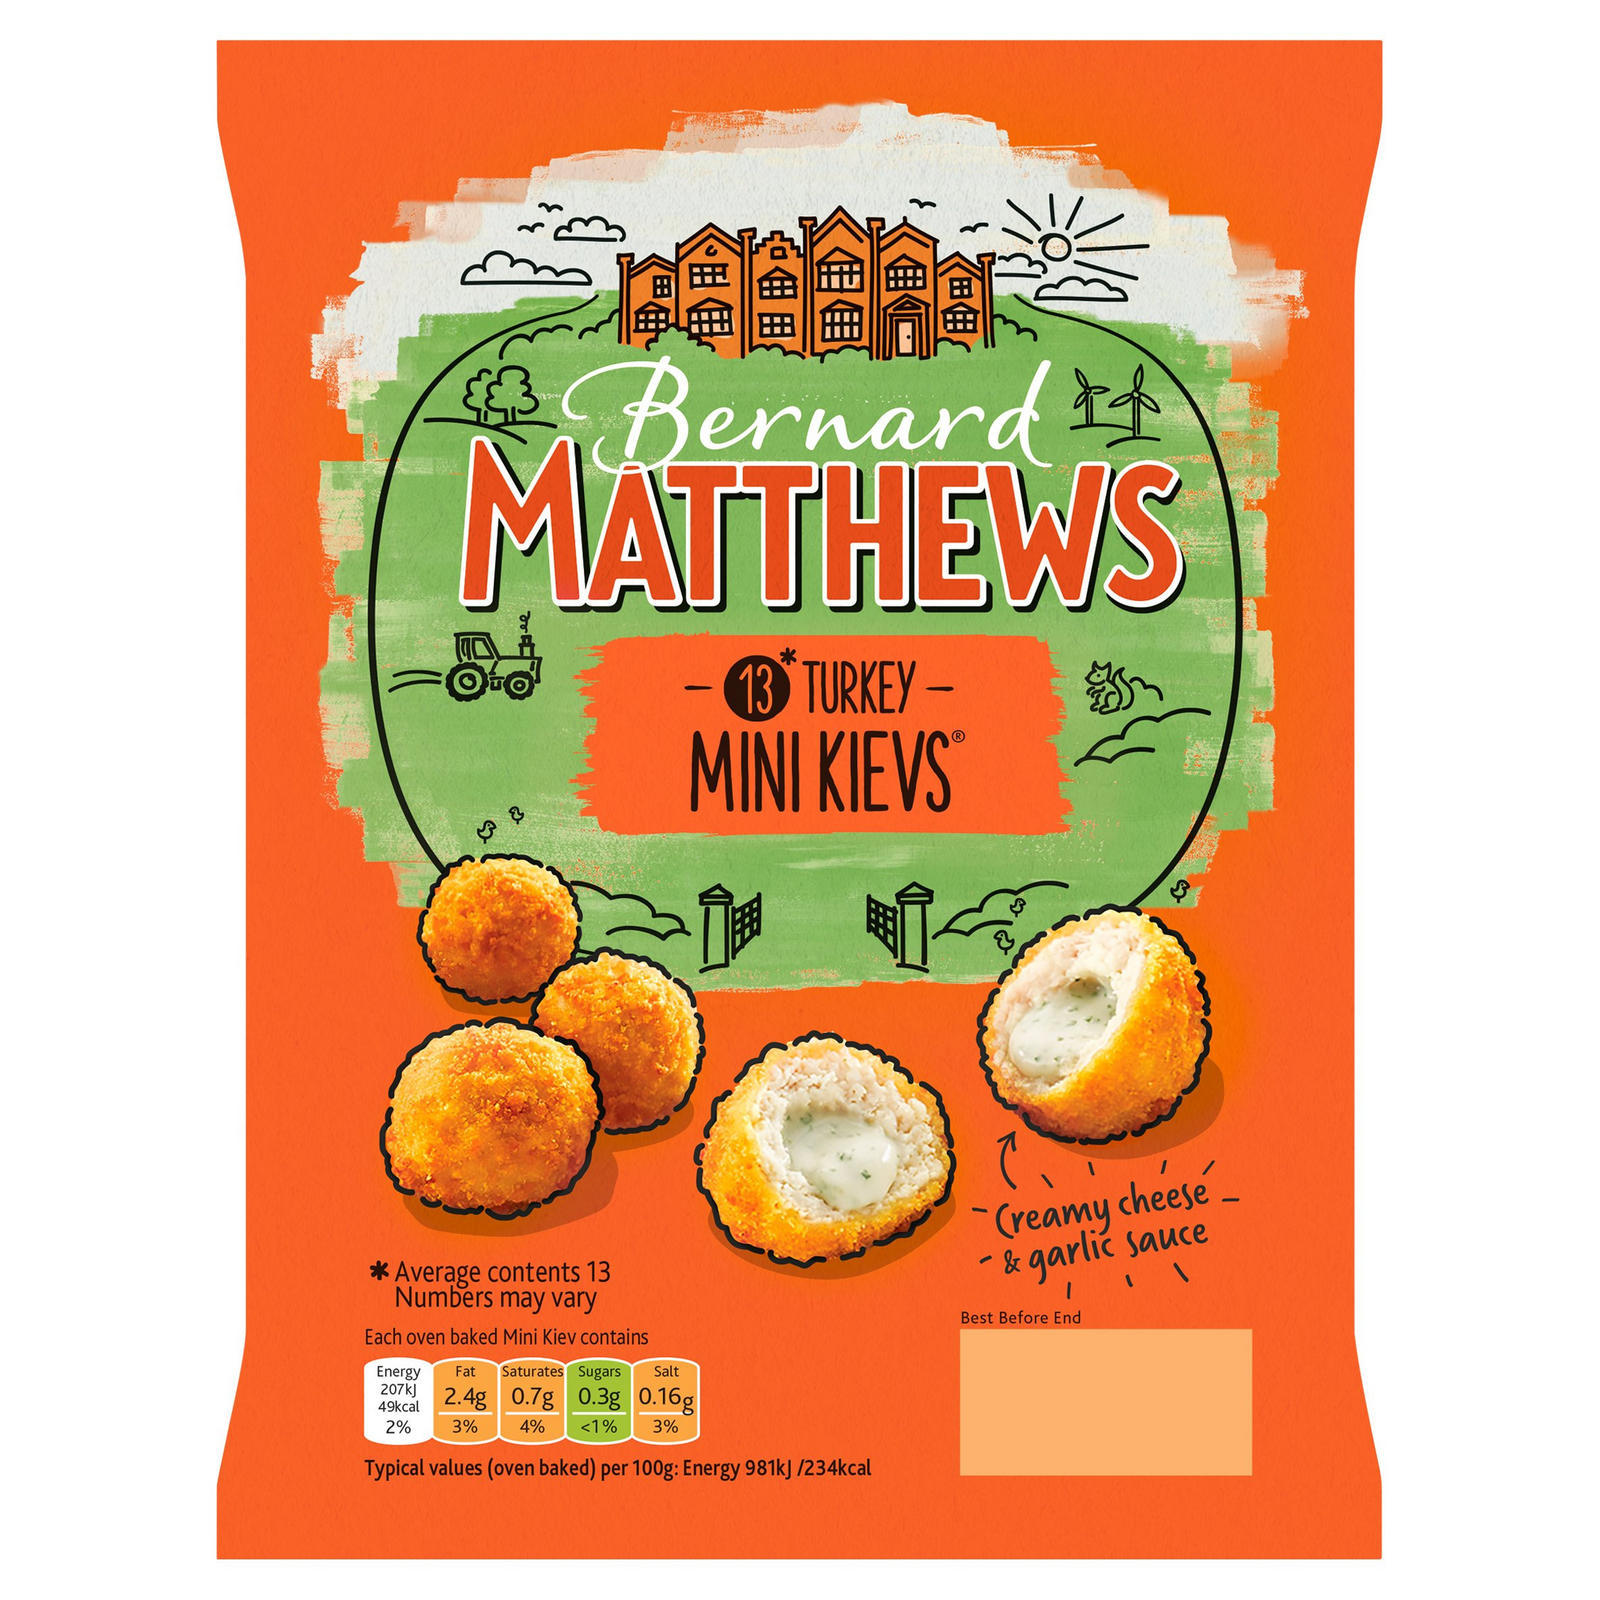 Bernard
MATTHEWS
13* TURKEY
MINI KIEVS®
Creamy cheese
& garlic sauce
* Average contents 13
Numbers may vary
Each oven baked Mini Kiev contains
Energy
207kJ
49kcal
2%
Fat
2.4g
3%
Saturates
0.7g
4%
Sugars
0.3g
<1%
Salt
0.16g
3%
Typical values (oven baked) per 100g: Energy 981kJ /234kcal
Best Before End